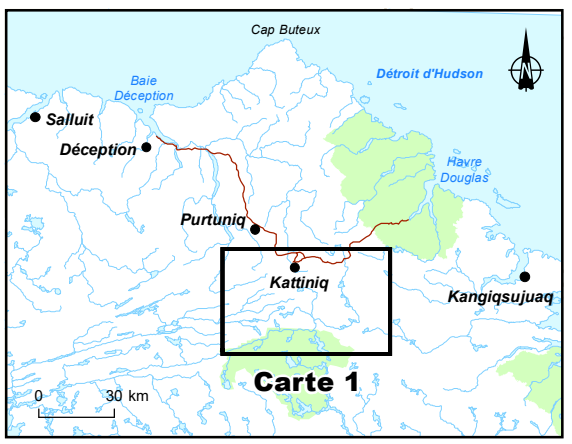 Cap Buteux
Détroit d'Hudson
Baie
Déception
Salluit
Déception
Havre
Douglas
Purtuniq
Kattiniq
Kangiqsujuaq
Carte 1
0 30 km